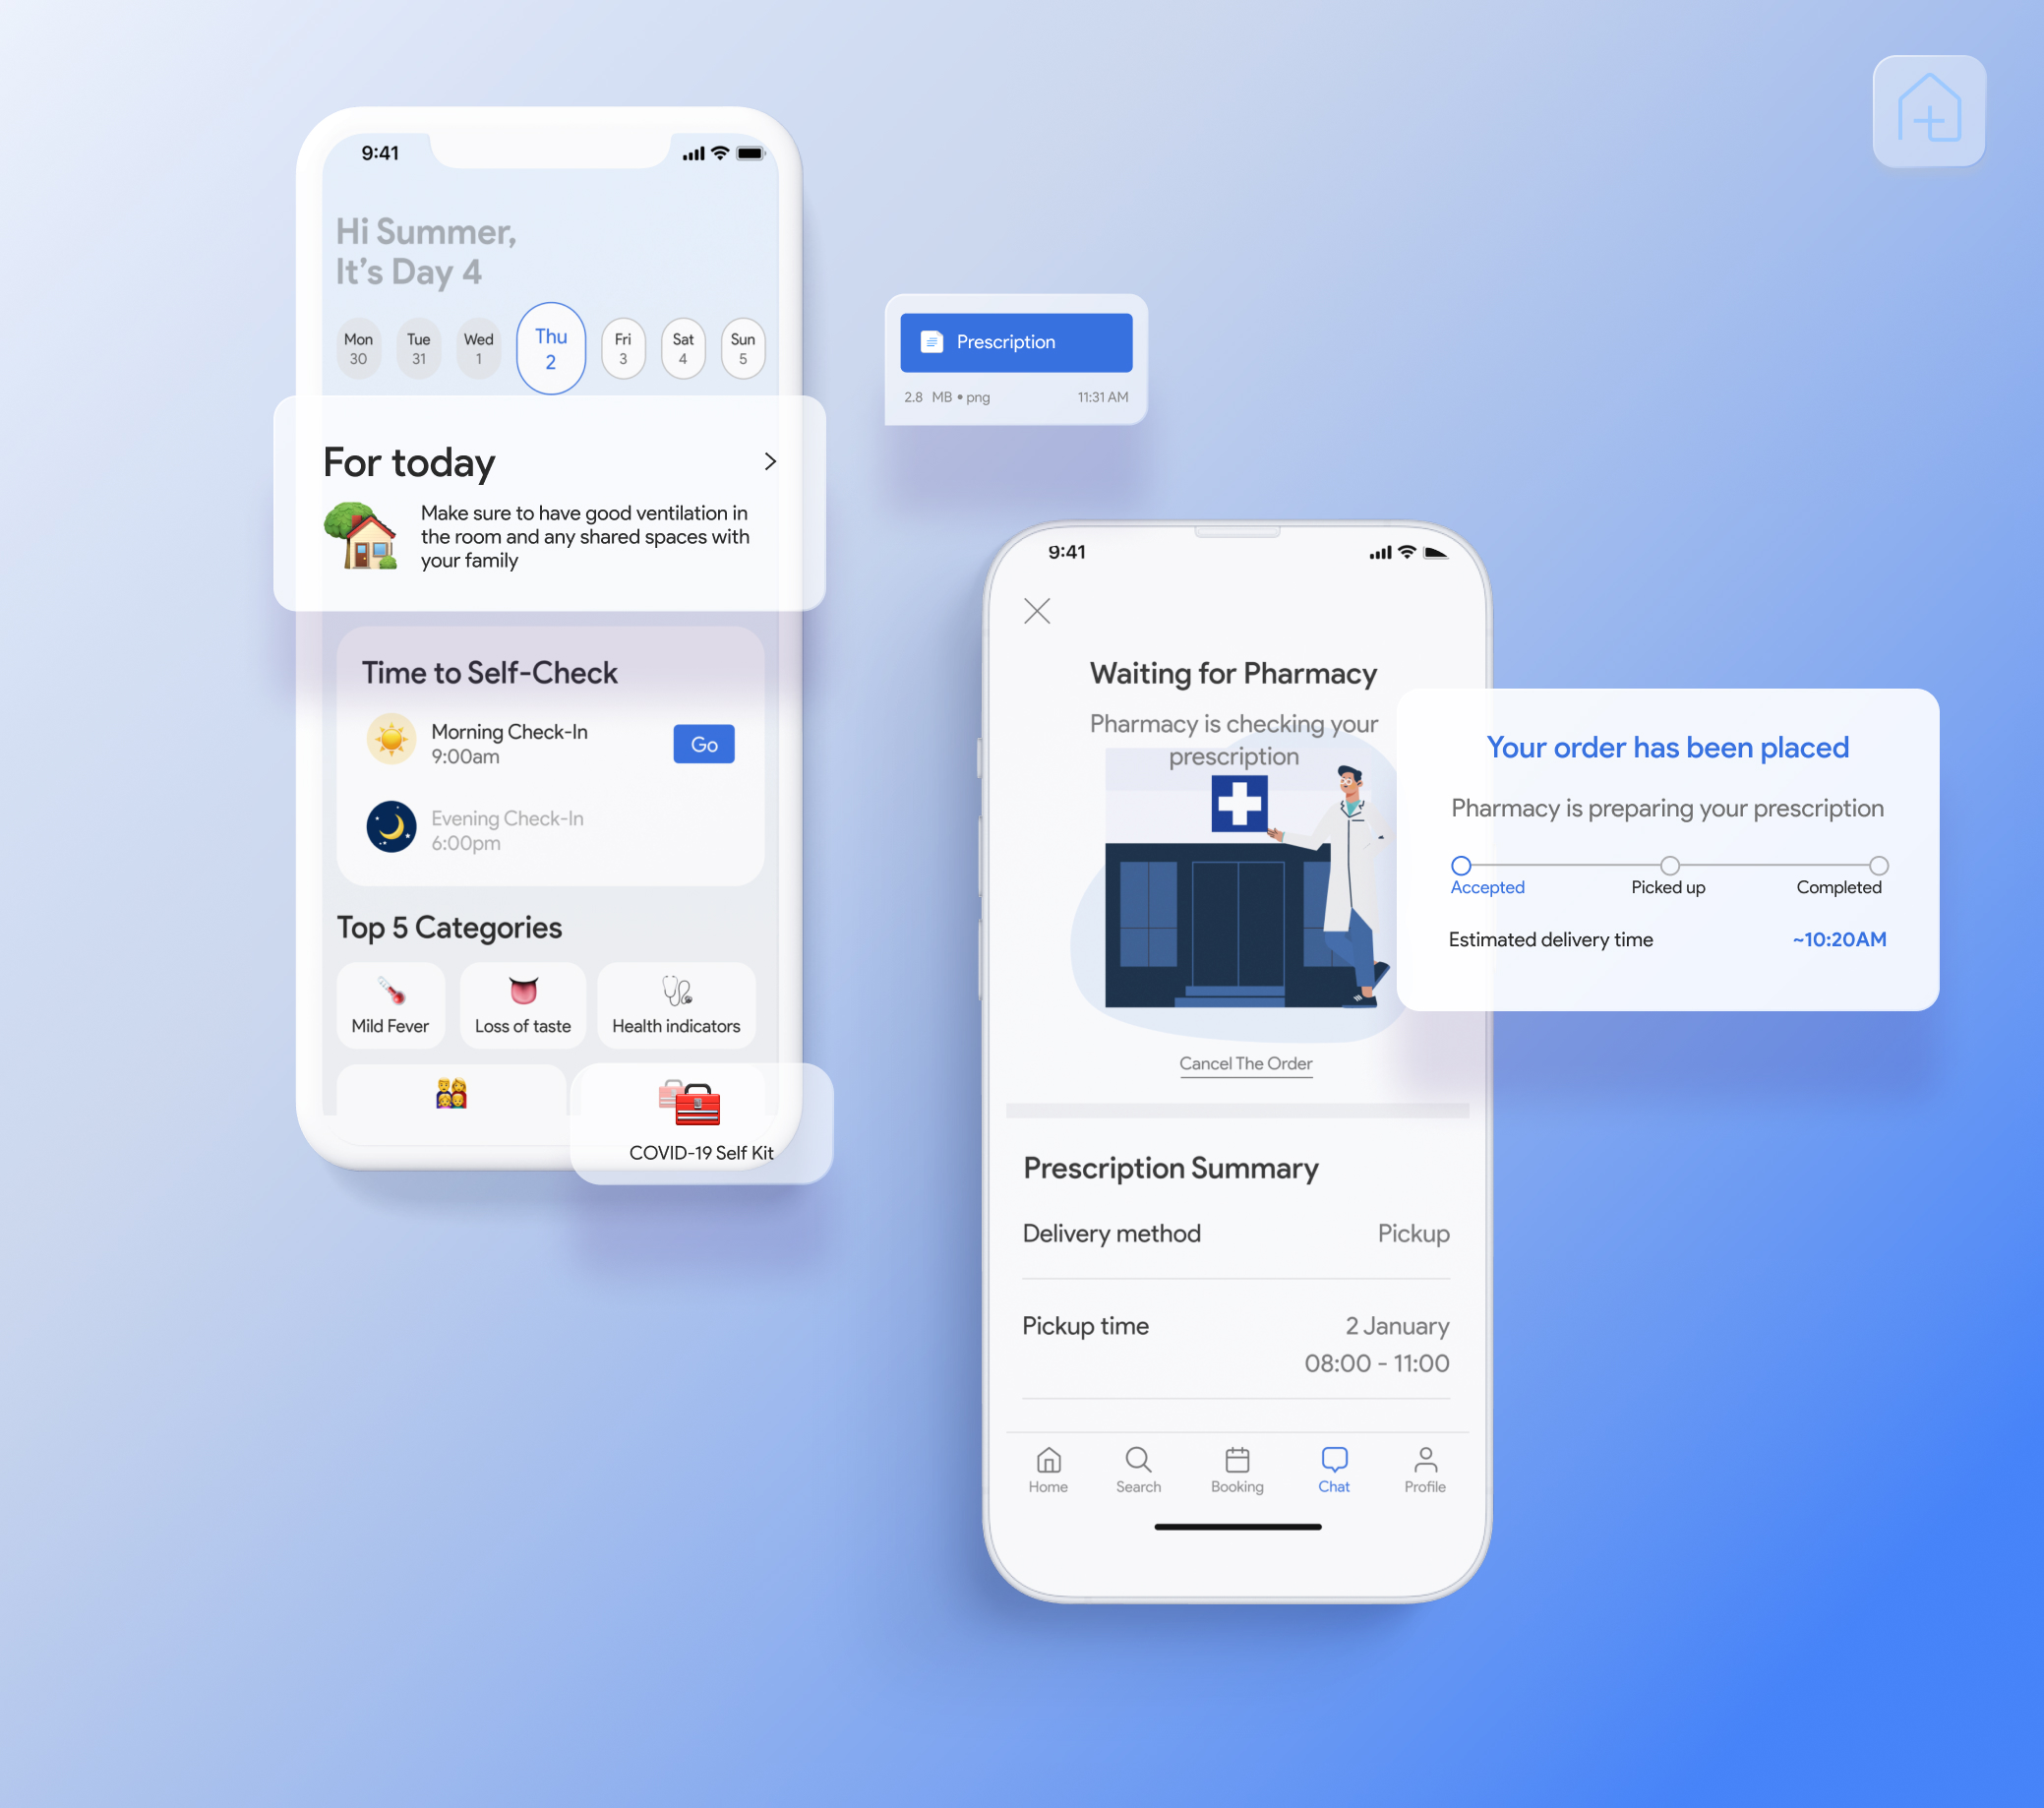 9:41
Hi Summer,
It's Day 4
Mon Tue Wed Thu Fri Sat Sun
30 31 1 2 3 4 5
For today
Make sure to have good ventilation in
the room and any shared spaces with
your family
Time to Self-Check
Morning Check-In
9:00am
Go
Evening Check-In
6:00pm
Top 5 Categories
Mild Fever
Loss of taste
Health indicators
COVID-19 Self Kit
Prescription
2.8 MB • png 11:31 AM
9:41
Waiting for Pharmacy
Pharmacy is checking your
prescription
Cancel The Order
Your order has been placed
Pharmacy is preparing your prescription
Accepted Picked up Completed
Estimated delivery time ~10:20AM
Prescription Summary
Delivery method Pickup
Pickup time 2 January
08:00 - 11:00
Home Search Booking Chat Profile